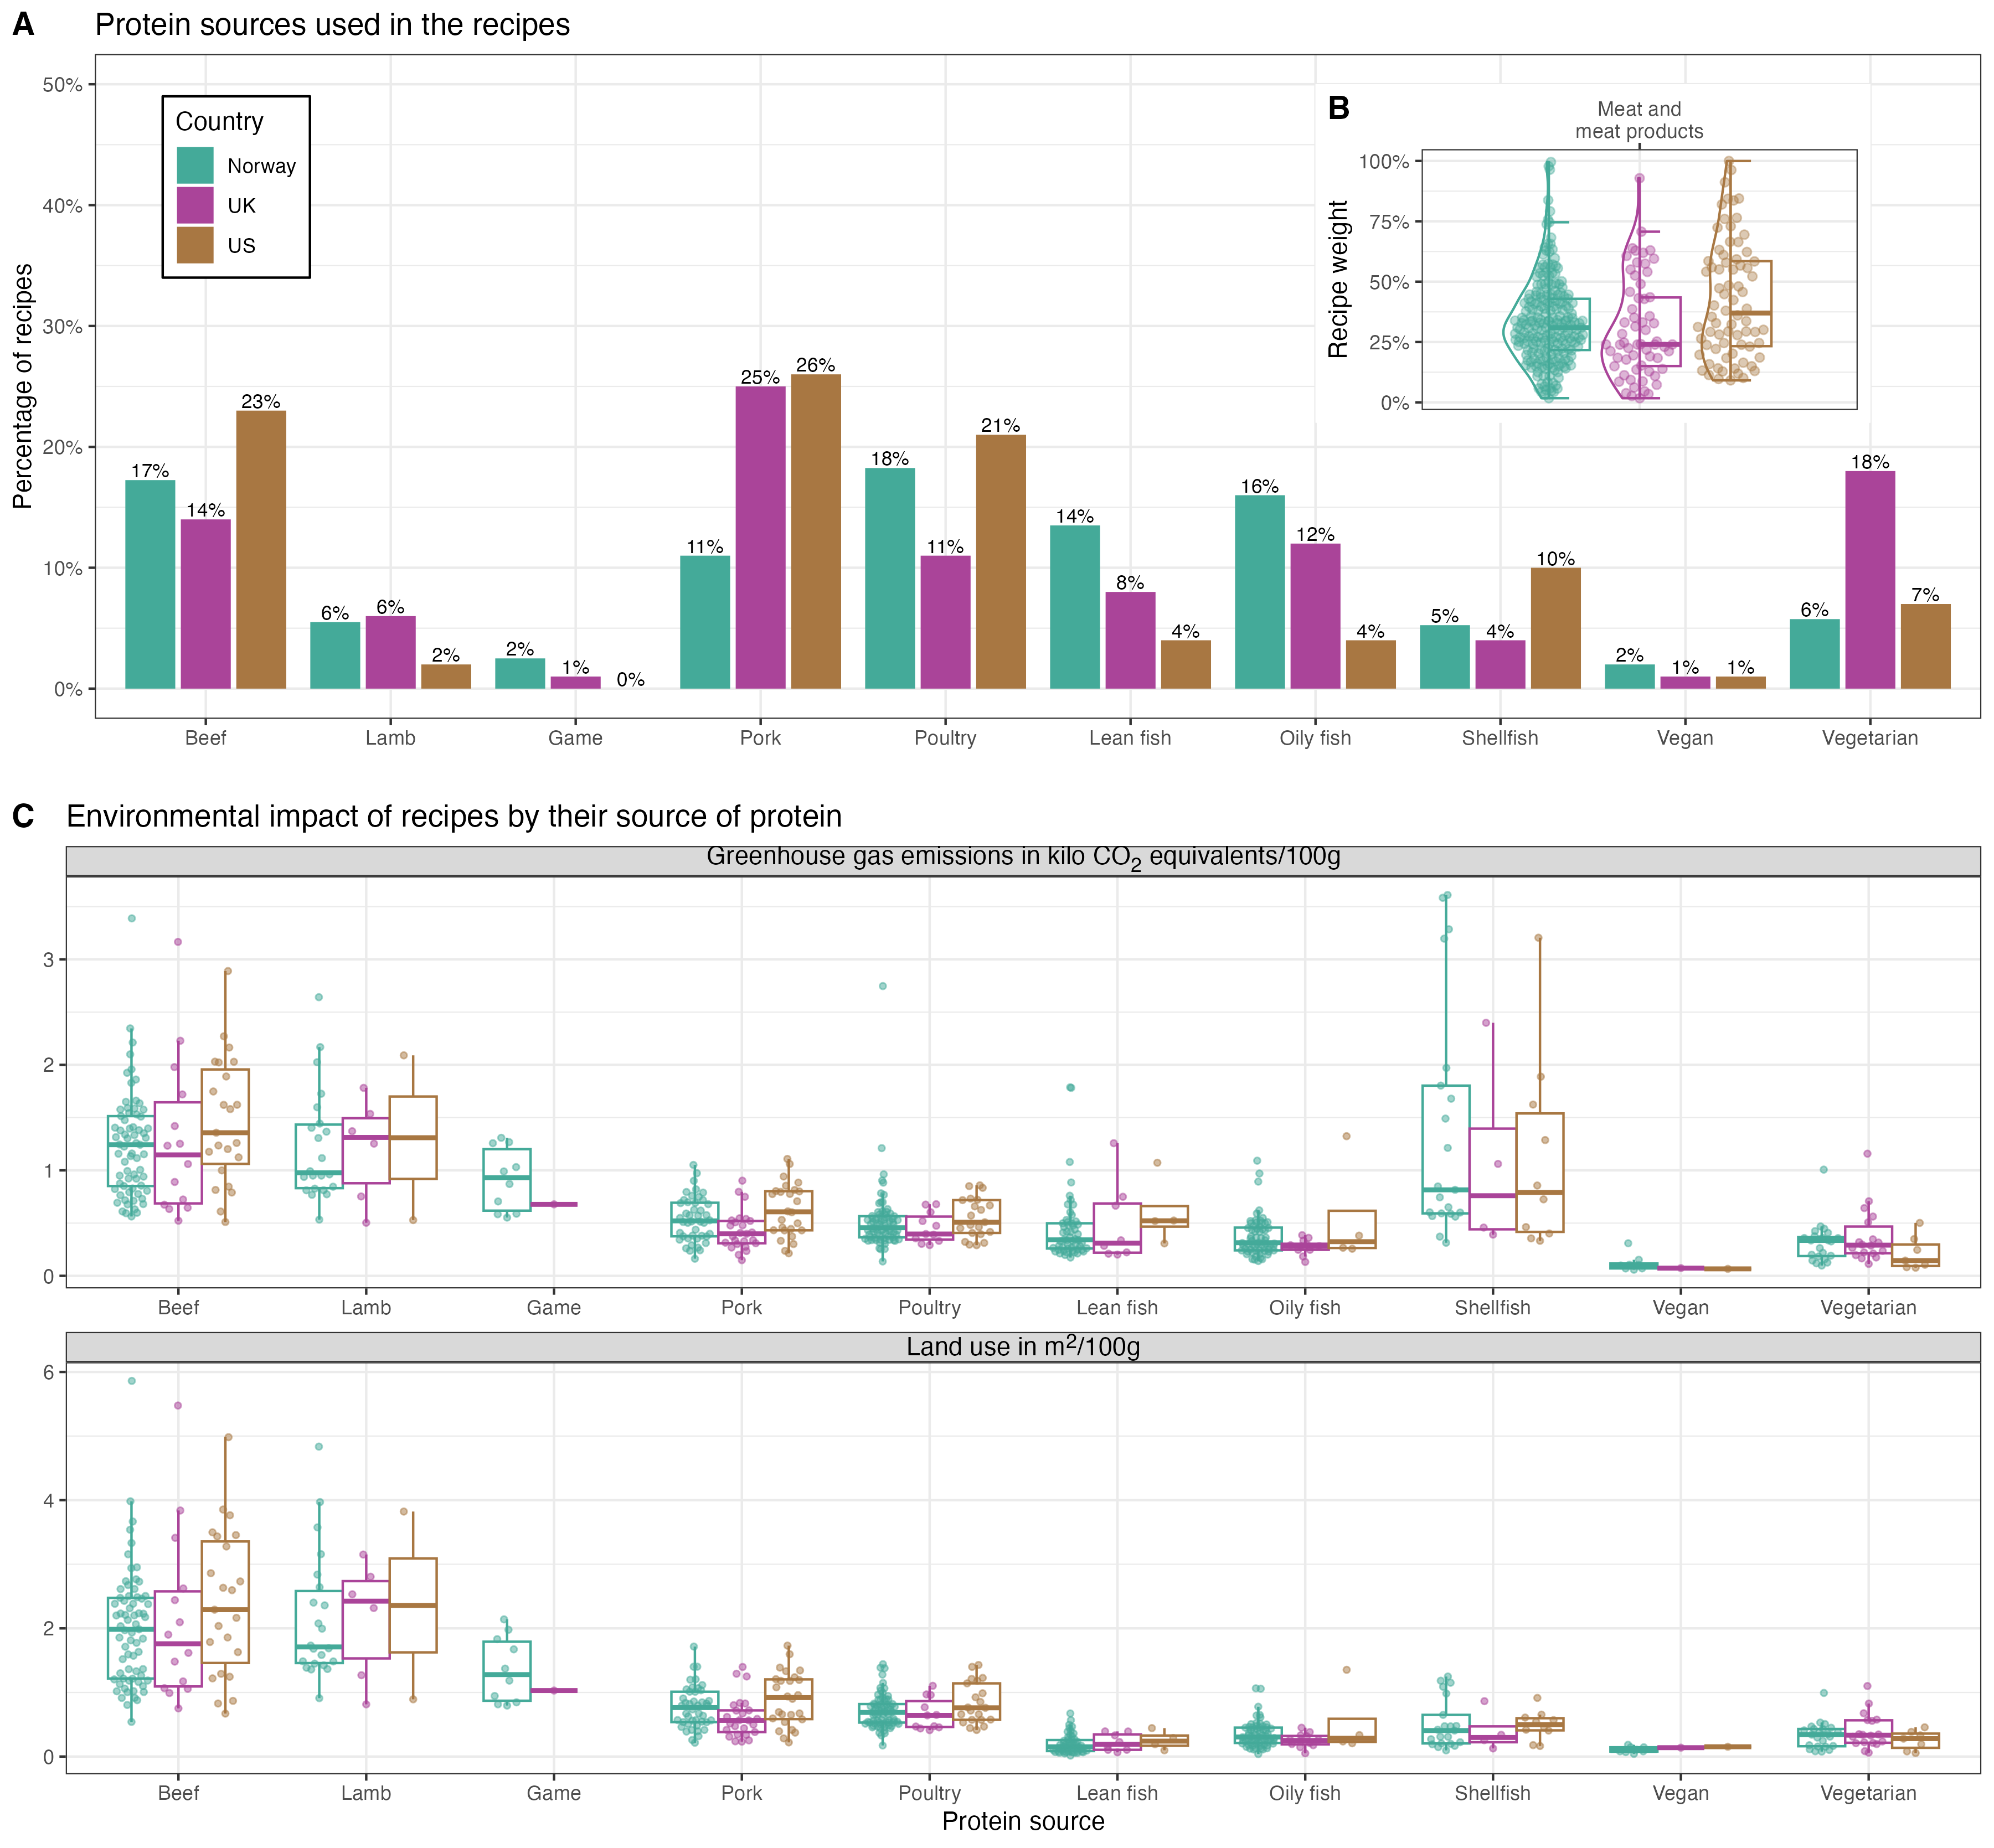 A Protein sources used in the recipes
Percentage of recipes
50%
40%
30%
20%
10%
0%
Country
Norway
UK
US
17%
14%
23%
6%
6%
2%
2%
1%
0%
11%
25%
26%
18%
11%
21%
14%
8%
4%
16%
12%
4%
5%
4%
10%
2%
1%
1%
6%
18%
7%
Beef Lamb Game Pork Poultry Lean fish Oily fish Shellfish Vegan Vegetarian
B
Meat and
meat products
Recipe weight
100%
75%
50%
25%
0%
C Environmental impact of recipes by their source of protein
Greenhouse gas emissions in kilo CO₂ equivalents/100g
3
2
1
0
Beef Lamb Game Pork Poultry Lean fish Oily fish Shellfish Vegan Vegetarian
Land use in m²/100g
6
4
2
0
Beef Lamb Game Pork Poultry Lean fish Oily fish Shellfish Vegan Vegetarian
Protein source